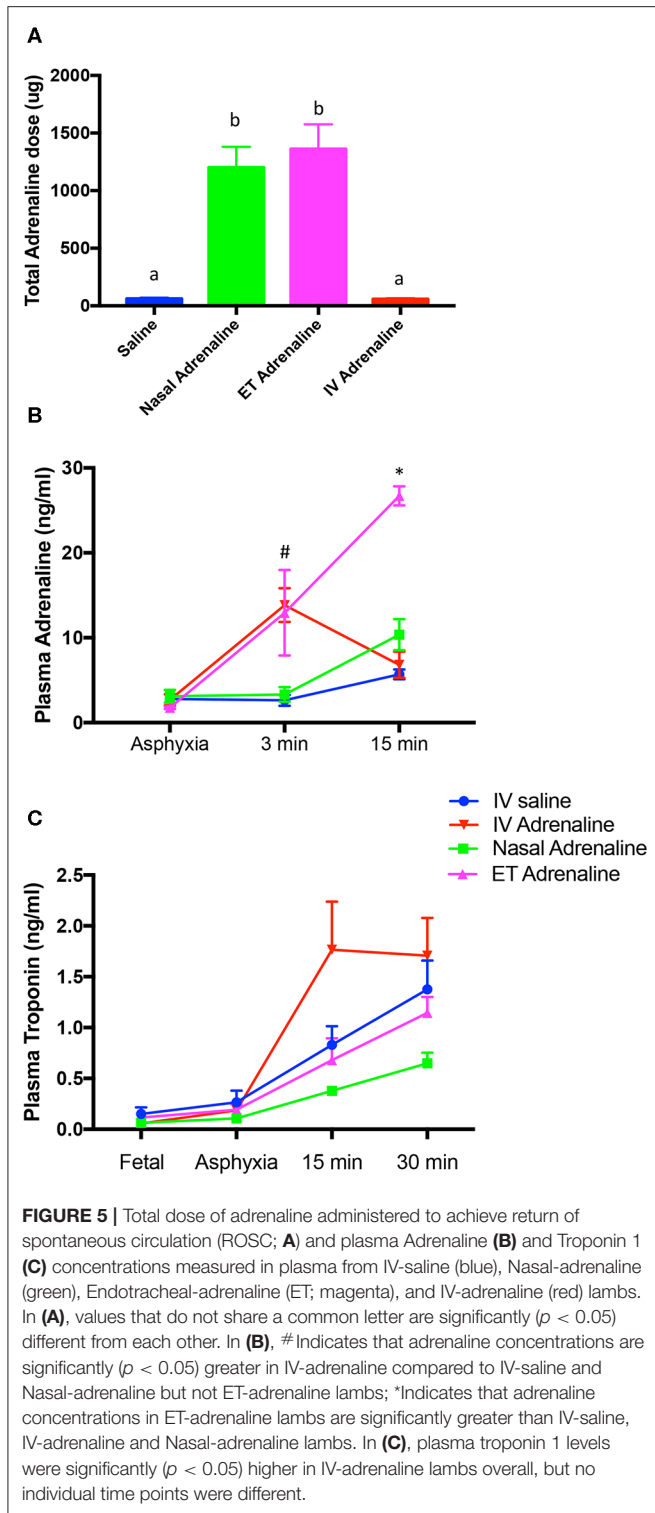 A
Total Adrenaline dose (ug)
2000
1500
1000
500
0
a
b
b
a
Saline
Nasal Adrenaline
ET Adrenaline
IV Adrenaline
B
Plasma Adrenaline (ng/ml)
30
20
10
0
#
*
Asphyxia 3 min 15 min
IV saline
IV Adrenaline
Nasal Adrenaline
ET Adrenaline
C
Plasma Troponin (ng/ml)
2.5
2.0
1.5
1.0
0.5
0.0
Fetal Asphyxia 15 min 30 min
FIGURE 5 | Total dose of adrenaline administered to achieve return of
spontaneous circulation (ROSC; A) and plasma Adrenaline (B) and Troponin 1
(C) concentrations measured in plasma from IV-saline (blue), Nasal-adrenaline
(green), Endotracheal-adrenaline (ET; magenta), and IV-adrenaline (red) lambs.
In (A), values that do not share a common letter are significantly (p < 0.05)
different from each other. In (B), #Indicates that adrenaline concentrations are
significantly (p < 0.05) greater in IV-adrenaline compared to IV-saline and
Nasal-adrenaline but not ET-adrenaline lambs; *Indicates that adrenaline
concentrations in ET-adrenaline lambs are significantly greater than IV-saline,
IV-adrenaline and Nasal-adrenaline lambs. In (C), plasma troponin 1 levels
were significantly (p < 0.05) higher in IV-adrenaline lambs overall, but no
individual time points were different.